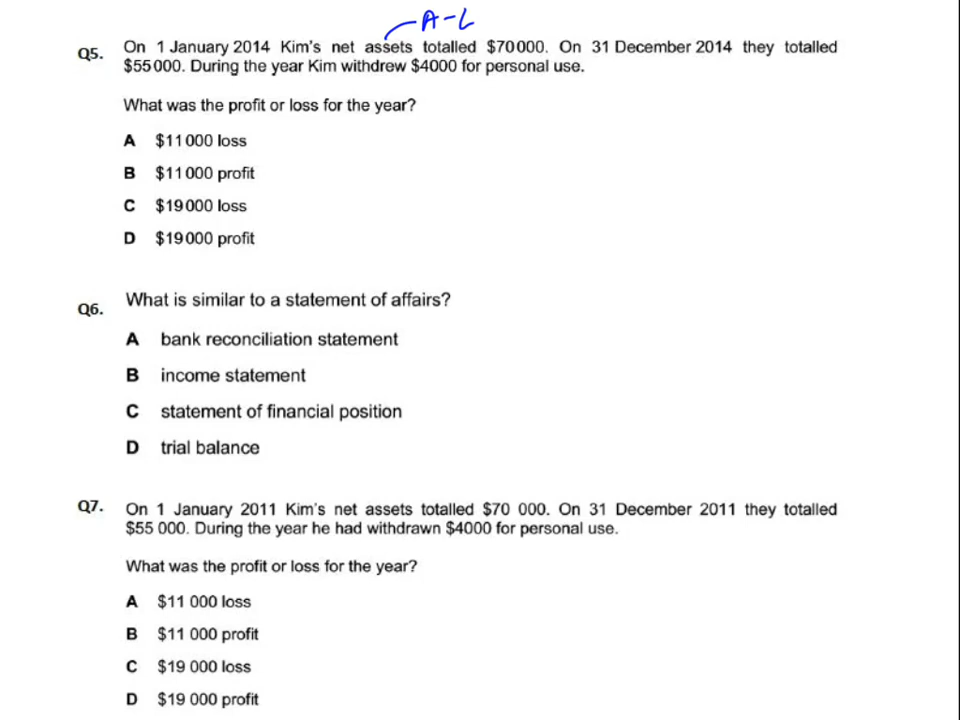 A-L
Q5. On 1 January 2014 Kim's net assets totalled $70000. On 31 December 2014 they totalled
$55000. During the year Kim withdrew $4000 for personal use.
What was the profit or loss for the year?
A $11000 loss
B $11000 profit
C $19000 loss
D $19000 profit
Q6. What is similar to a statement of affairs?
A bank reconciliation statement
B income statement
C statement of financial position
D trial balance
Q7. On 1 January 2011 Kim's net assets totalled $70 000. On 31 December 2011 they totalled
$55 000. During the year he had withdrawn $4000 for personal use.
What was the profit or loss for the year?
A $11 000 loss
B $11 000 profit
C $19 000 loss
D $19 000 profit